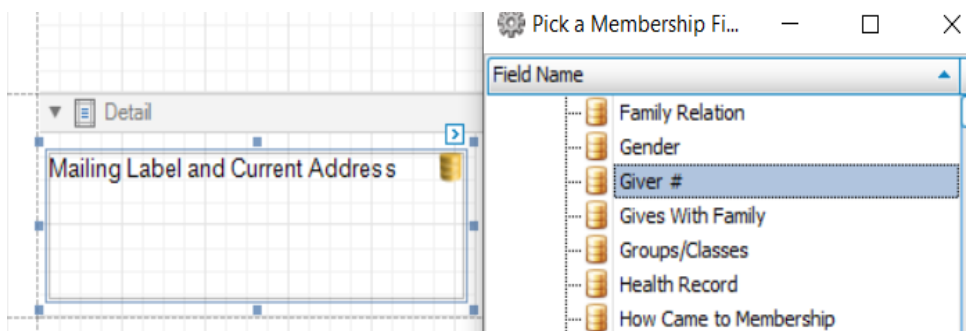 Pick a Membership Fi...
Field Name
Detail
Mailing Label and Current Address
Family Relation
Gender
Giver #
Gives With Family
Groups/Classes
Health Record
How Came to Membership